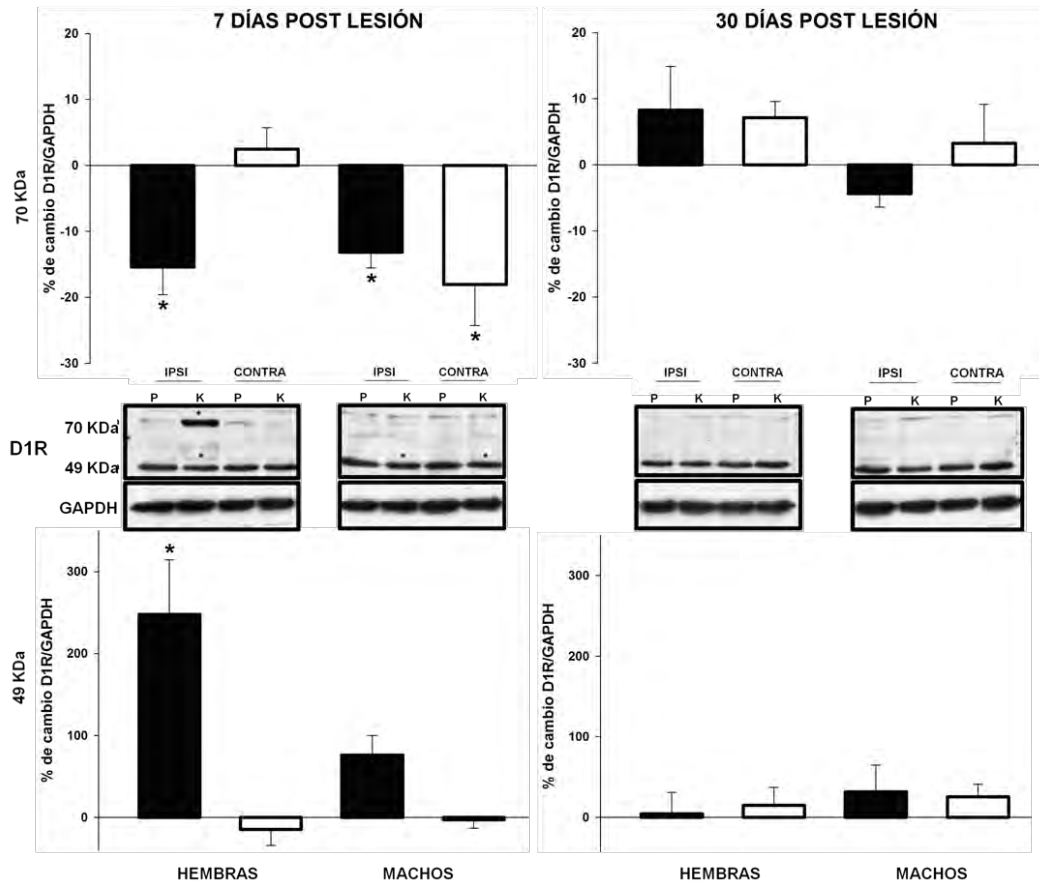 7 DÍAS POST LESIÓN
30 DÍAS POST LESIÓN
70 KDa
% de cambio D1R/GAPDH
20
10
0
-10
-20
-30
*
*
*
% de cambio D1R/GAPDH
20
10
0
-10
-20
-30
IPSI CONTRA IPSI CONTRA
IPSI CONTRA IPSI CONTRA
P K P K P K P K
P K P K P K P K
D1R
70 KDa
49 KDa
GAPDH
49 KDa
% de cambio D1R/GAPDH
300
200
100
0
*
% de cambio D1R/GAPDH
300
200
100
0
HEMBRAS MACHOS
HEMBRAS MACHOS